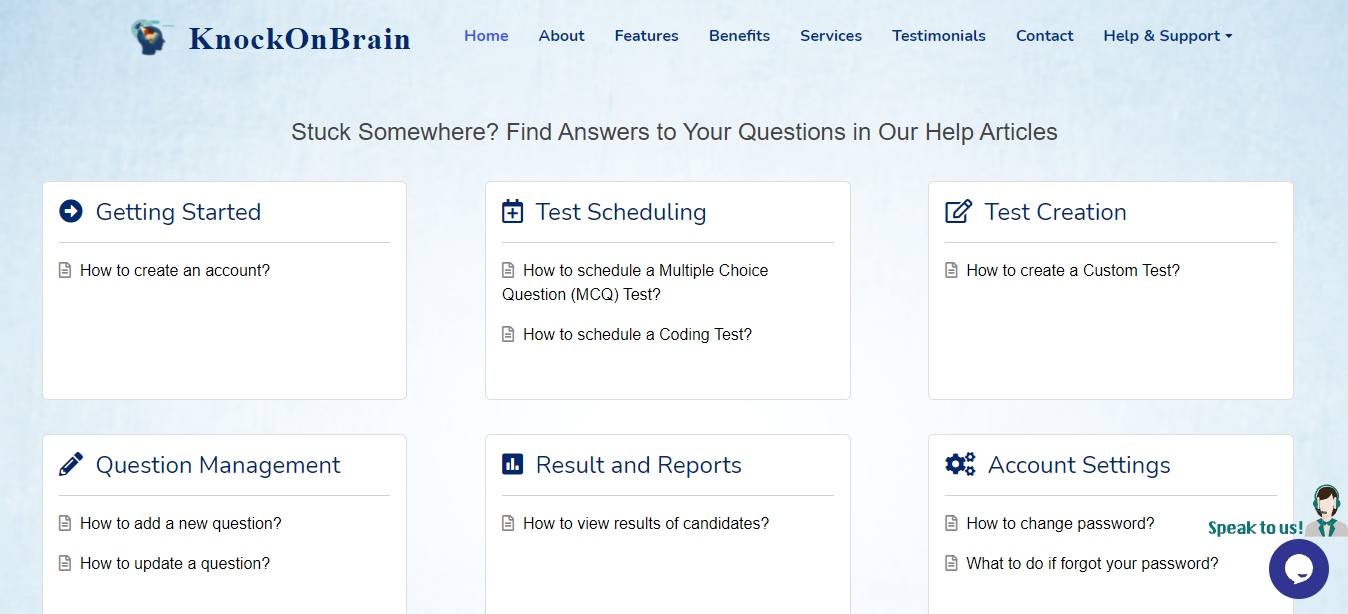 KnockOnBrain
Home About Features Benefits Services Testimonials Contact Help & Support
Stuck Somewhere? Find Answers to Your Questions in Our Help Articles
Getting Started
How to create an account?
Test Scheduling
How to schedule a Multiple Choice
Question (MCQ) Test?
How to schedule a Coding Test?
Test Creation
How to create a Custom Test?
Question Management
How to add a new question?
How to update a question?
Result and Reports
How to view results of candidates?
Account Settings
How to change password?
What to do if forgot your password?
Speak to us!